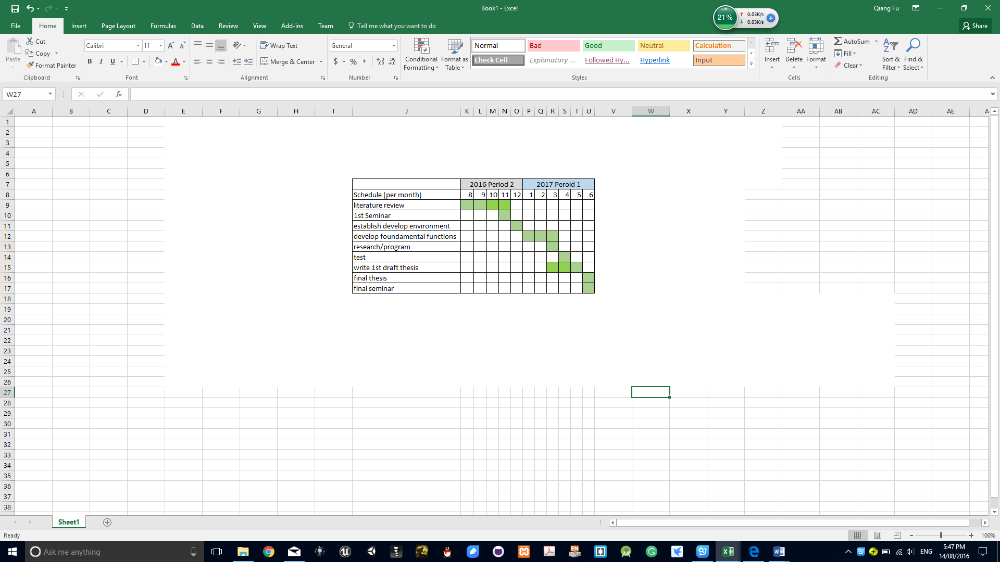 Book1 - Excel
Qiang Fu
21%
0.03K/s
0.03K/s
File Home Insert Page Layout Formulas Data Review View Add-ins Team Tell me what you want to do
Share
Paste
Cut
Copy
Format Painter
Clipboard
Calibri 11
B I U A
Font
Wrap Text
Merge & Center
Alignment
General
$ % ,
Number
Conditional Formatting
Format as Table
Normal Bad Good Neutral Calculation
Check Cell Explanatory ... Followed Hy... Hyperlink Input
Styles
Insert Delete Format
Cells
AutoSum
Fill
Clear
Sort & Filter
Find & Select
Editing
W27
fx
A B C D E F G H I J K L M N O P Q R S T U V W X Y Z AA AB AC AD AE A
1
2
3
4
5
6
7 2016 Period 2 2017 Peroid 1
8 Schedule (per month) 8 9 10 11 12 1 2 3 4 5 6
9 literature review
10 1st Seminar
11 establish develop environment
12 develop foundamental functions
13 research/program
14 test
15 write 1st draft thesis
16 final thesis
17 final seminar
18
19
20
21
22
23
24
25
26
27
28
29
30
31
32
33
34
35
36
37
38
Sheet1
Ready
100%
Ask me anything
EN
ENG
5:47 PM
14/08/2016